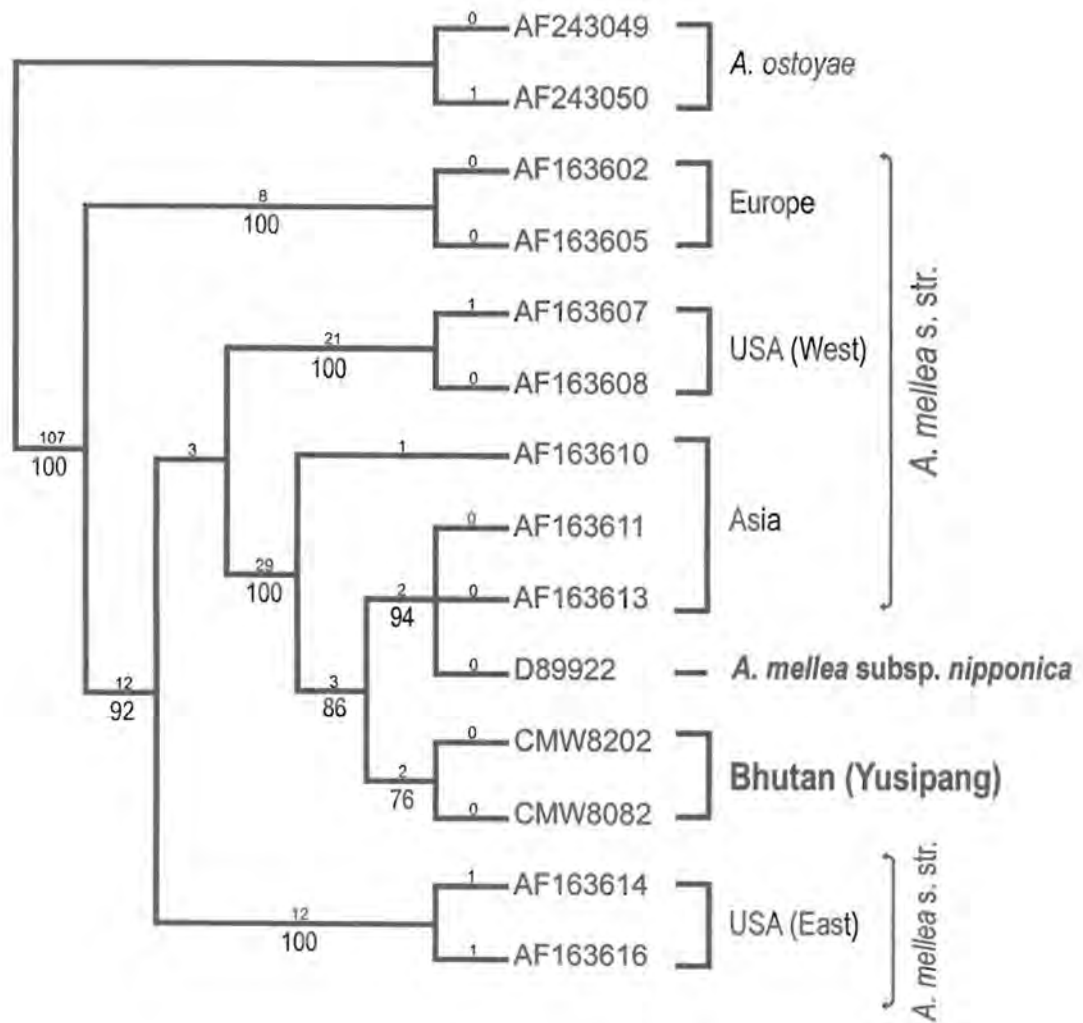 0
AF243049
A. ostoyae
1
AF243050
0
AF163602
8
100
Europe
0
AF163605
1
AF163607
21
100
USA (West)
0
AF163608
A. mellea s. str.
107
100
3
1
AF163610
Asia
0
AF163611
29
100
2
94
0
AF163613
0
D89922
A. mellea subsp. nipponica
12
92
3
86
0
CMW8202
2
76
Bhutan (Yusipang)
0
CMW8082
1
AF163614
12
100
USA (East)
1
AF163616
A. mellea s. str.